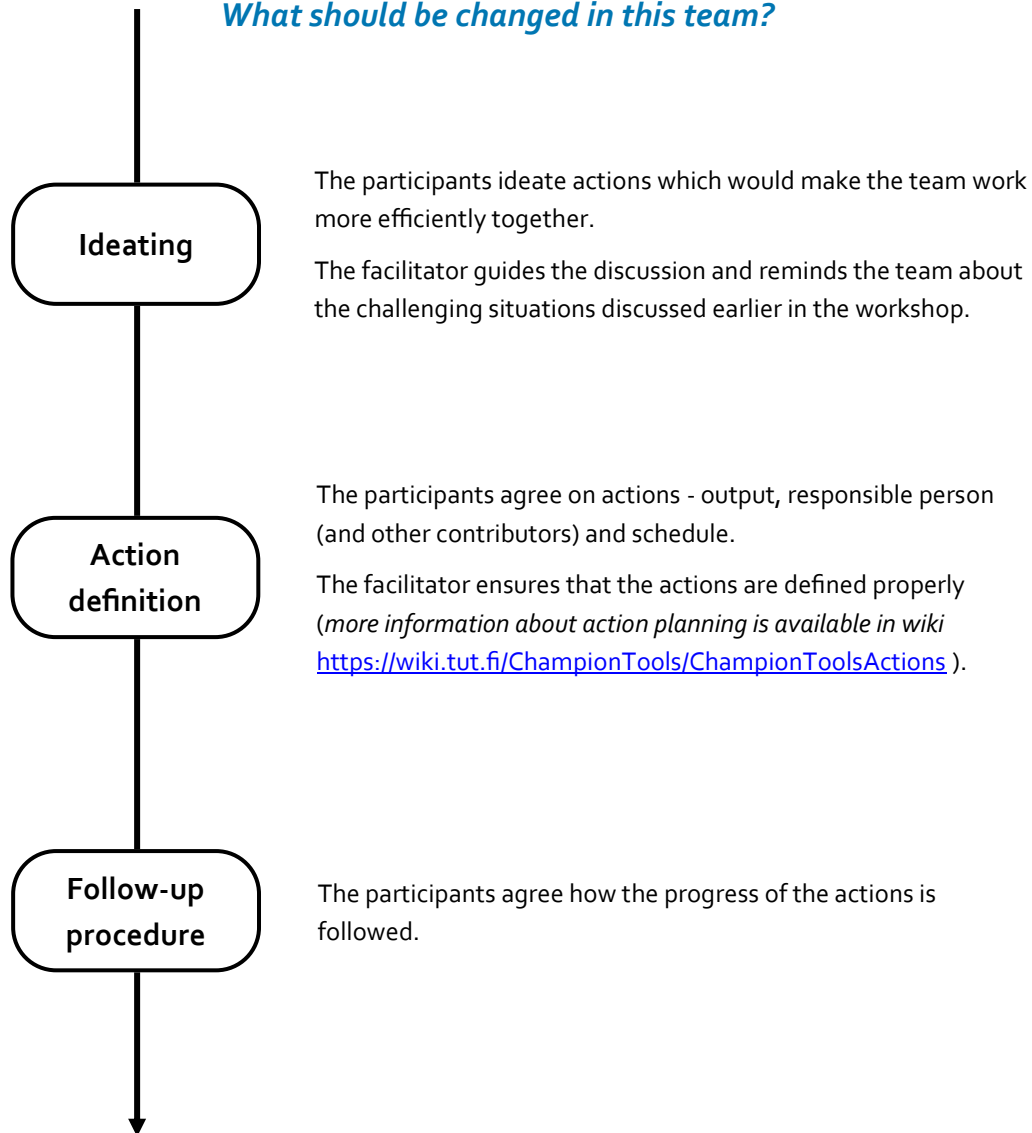 What should be changed in this team?
Ideating
The participants ideate actions which would make the team work
more efficiently together.
The facilitator guides the discussion and reminds the team about
the challenging situations discussed earlier in the workshop.
Action
definition
The participants agree on actions - output, responsible person
(and other contributors) and schedule.
The facilitator ensures that the actions are defined properly
(more information about action planning is available in wiki
https://wiki.tut.fi/ChampionTools/ChampionToolsActions ).
Follow-up
procedure
The participants agree how the progress of the actions is
followed.